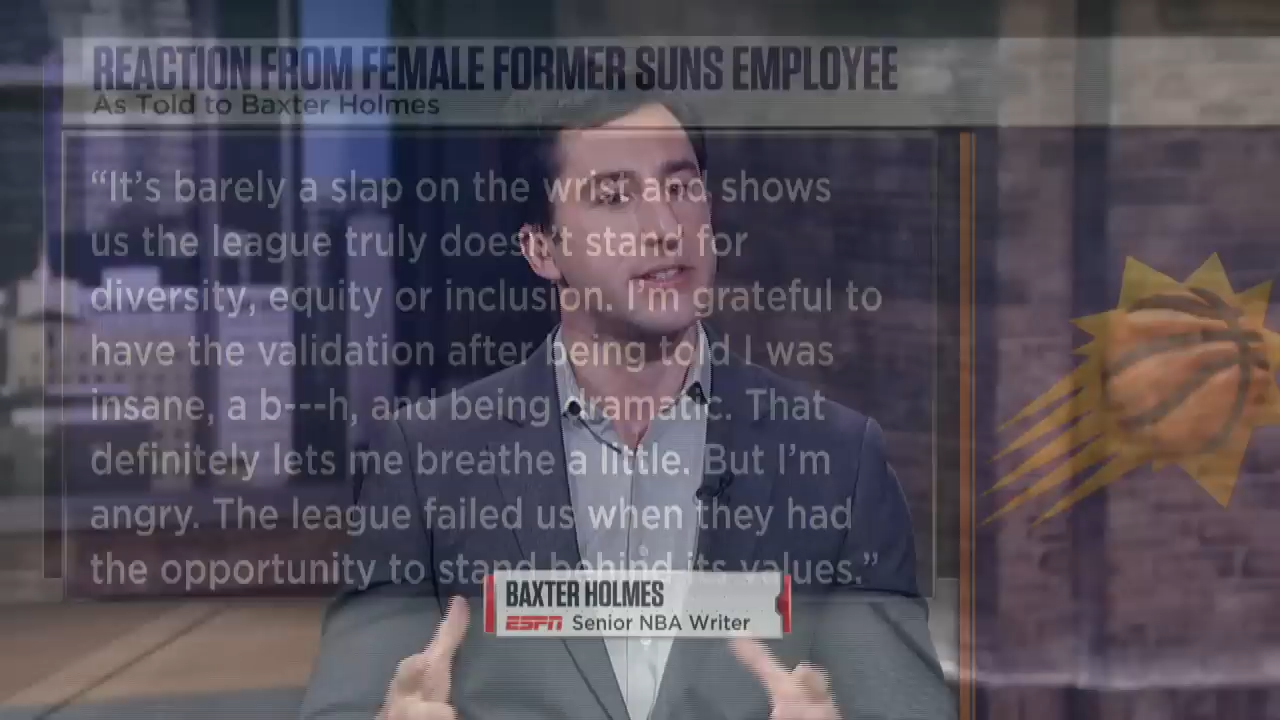 REACTION FROM FEMALE FORMER SUNS EMPLOYEE
As Told to Baxter Holmes
“It’s barely a slap on the wrist and shows
us the league truly doesn’t stand for
diversity, equity or inclusion. I’m grateful to
have the validation after being told I was
insane, a b---h, and being dramatic. That
definitely lets me breathe a little. But I’m
angry. The league failed us when they had
the opportunity to stand behind its values.”
BAXTER HOLMES
ESPN Senior NBA Writer